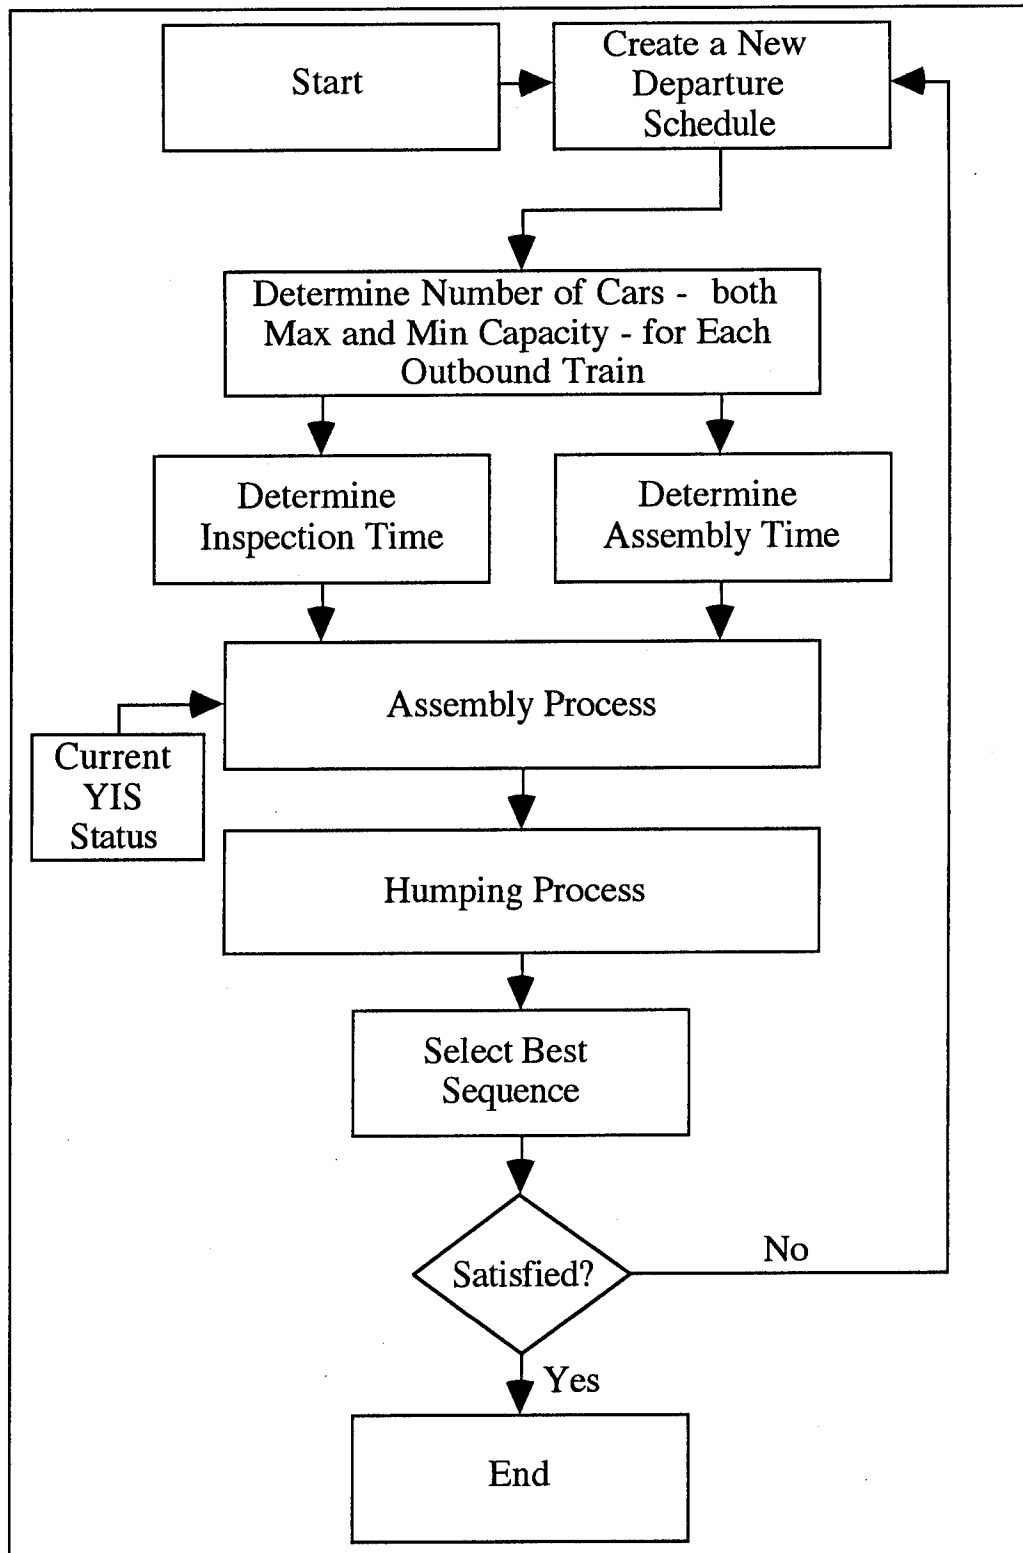 Start
Create a New
Departure
Schedule
Determine Number of Cars - both
Max and Min Capacity - for Each
Outbound Train
Determine
Inspection Time
Determine
Assembly Time
Assembly Process
Current
YIS
Status
Humping Process
Select Best
Sequence
Satisfied?
No
Yes
End